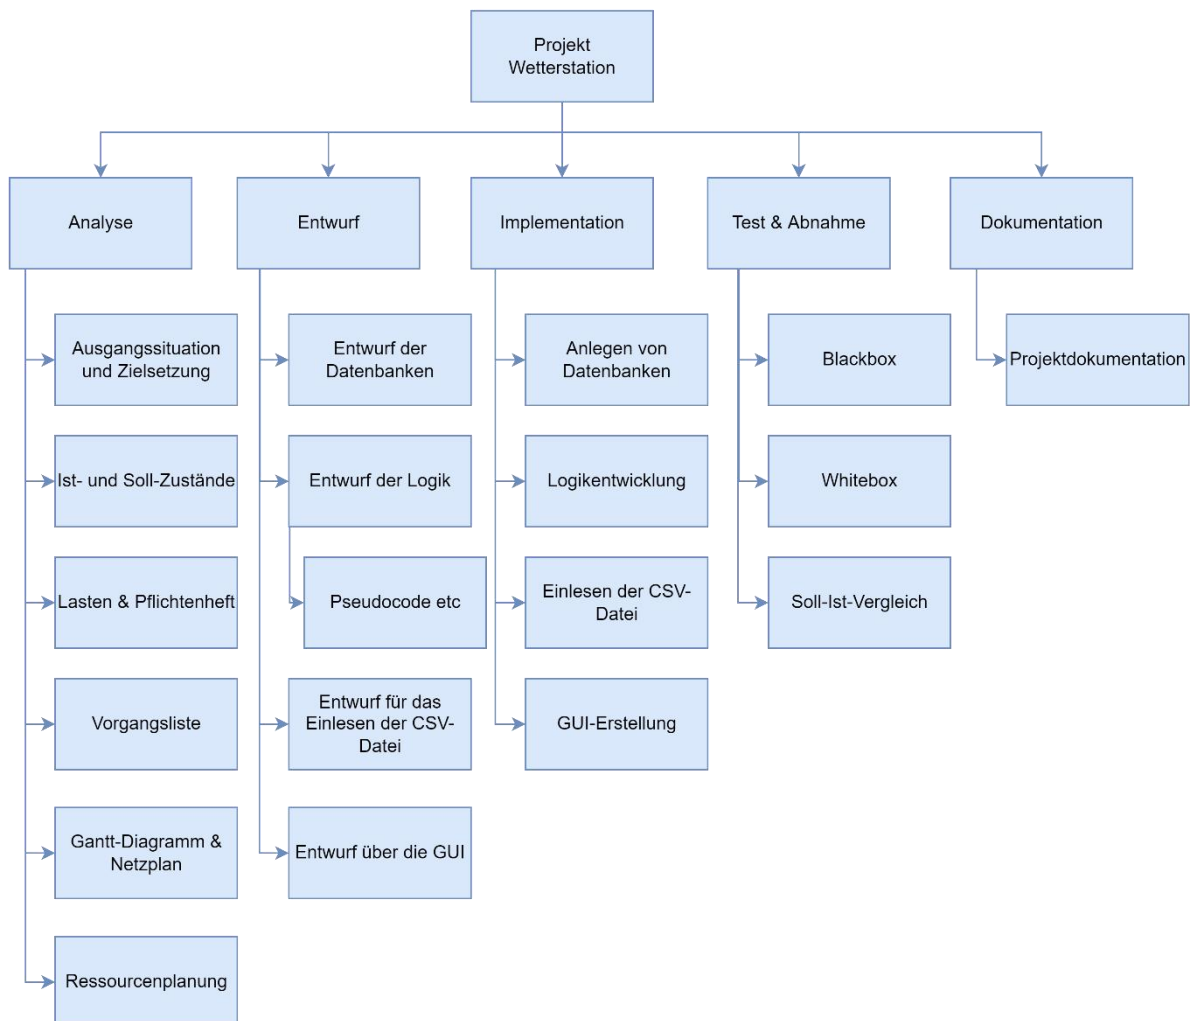 Projekt
Wetterstation
Analyse
Entwurf
Implementation
Test & Abnahme
Dokumentation
Ausgangssituation
und Zielsetzung
Entwurf der
Datenbanken
Anlegen von
Datenbanken
Blackbox
Projektdokumentation
Ist- und Soll-Zustände
Entwurf der Logik
Logikentwicklung
Whitebox
Lasten & Pflichtenheft
Pseudocode etc
Einlesen der CSV-
Datei
Soll-Ist-Vergleich
Vorgangsliste
Entwurf für das
Einlesen der CSV-
Datei
GUI-Erstellung
Gantt-Diagramm &
Netzplan
Entwurf über die GUI
Ressourcenplanung